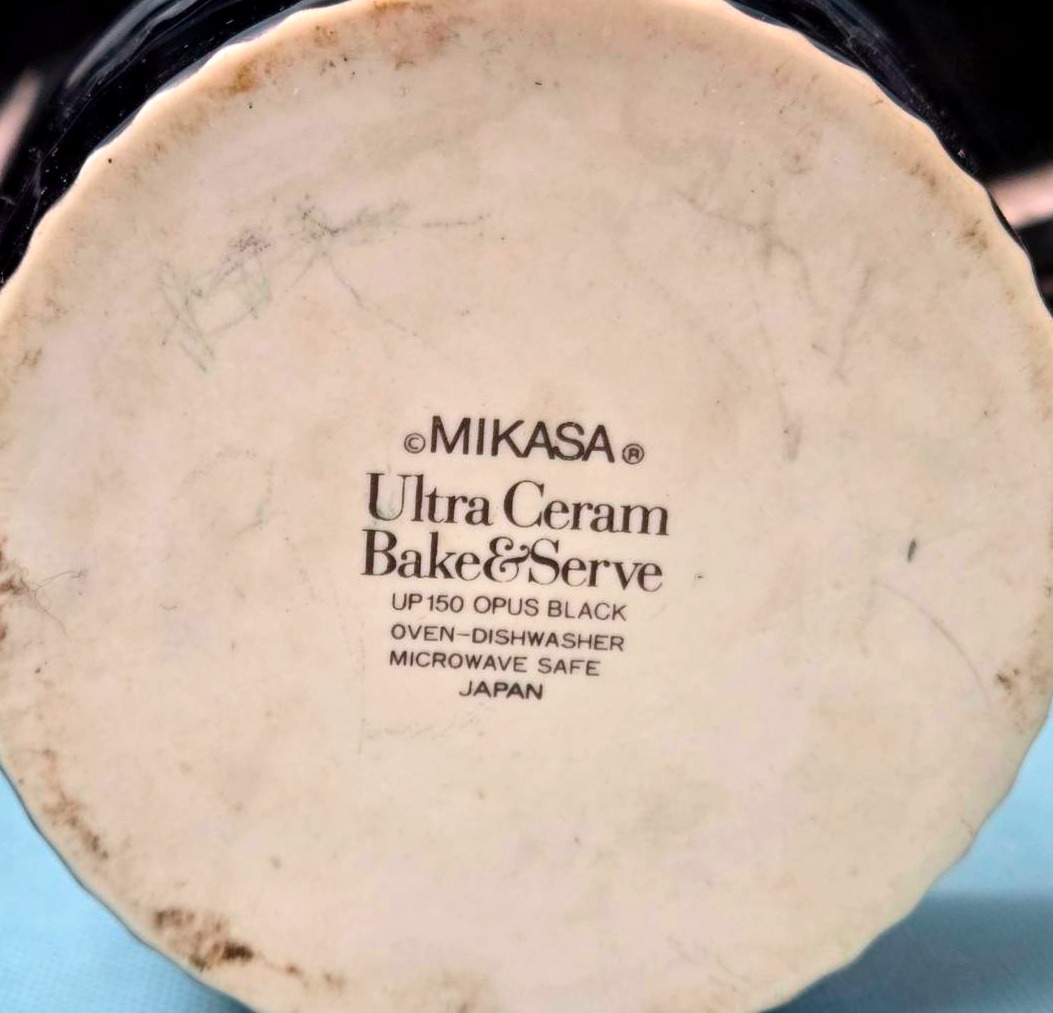 ©MIKASA®
Ultra Ceram
Bake&Serve
UP150 OPUS BLACK
OVEN-DISHWASHER
MICROWAVE SAFE
JAPAN